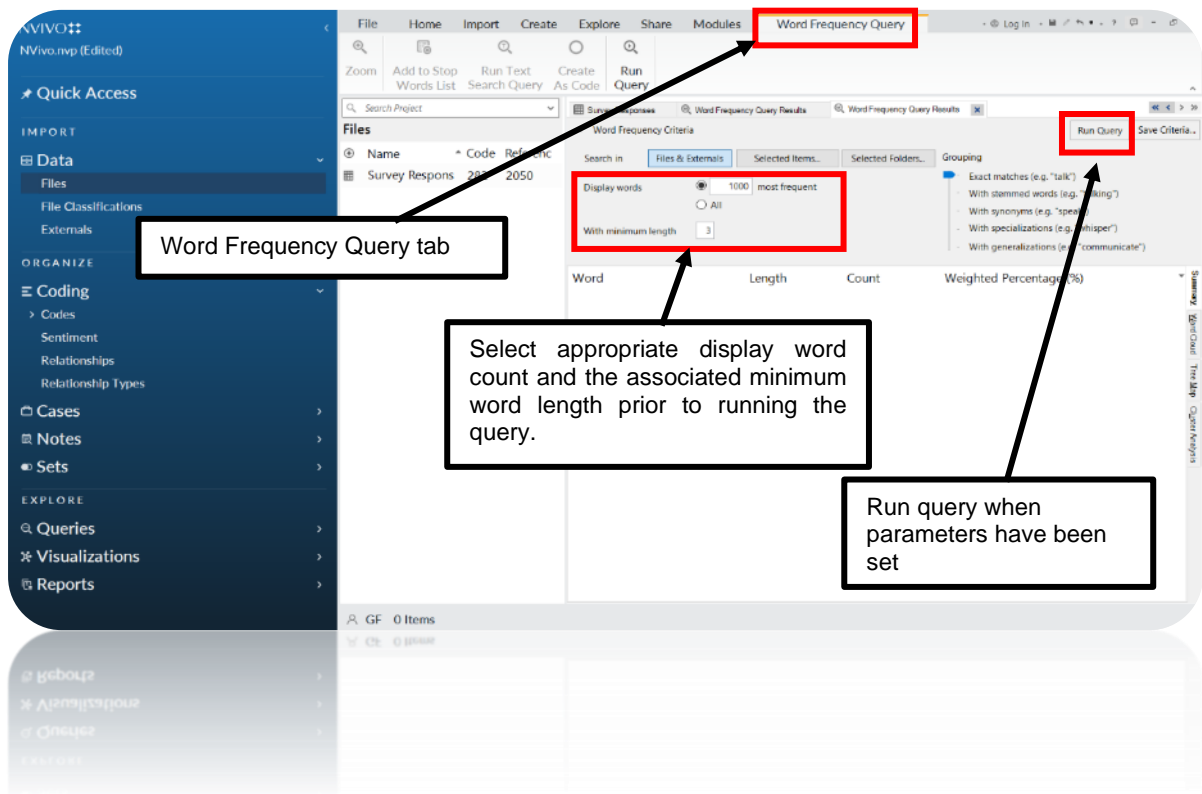 NVIVO
NVivo.nvp (Edited)
Quick Access
IMPORT
Data
Files
File Classifications
Externals
ORGANIZE
Coding
Codes
Sentiment
Relationships
Relationship Types
Cases
Notes
Sets
EXPLORE
Queries
Visualizations
Reports
File Home Import Create Explore Share Modules Word Frequency Query Log In
Zoom Add to Stop Words List Run Text Search Query Create As Code Run Query
Search Project
Files
Name Code Referenc
Survey Respons 2050
Survey Responses Word Frequency Query Results Word Frequency Query Results
Word Frequency Criteria Run Query Save Criteria...
Search in Files & Externals Selected Items... Selected Folders... Grouping
Display words 1000 most frequent
All
With minimum length 3
Exact matches (e.g. "talk")
With stemmed words (e.g. "talking")
With synonyms (e.g. "speak")
With specializations (e.g. "whisper")
With generalizations (e.g. "communicate")
Word Length Count Weighted Percentage (%)
Summary
Word Cloud
Tree Map
Cluster Analysis
Word Frequency Query tab
Select appropriate display word
count and the associated minimum
word length prior to running the
query.
Run query when
parameters have been
set
GF 0 Items